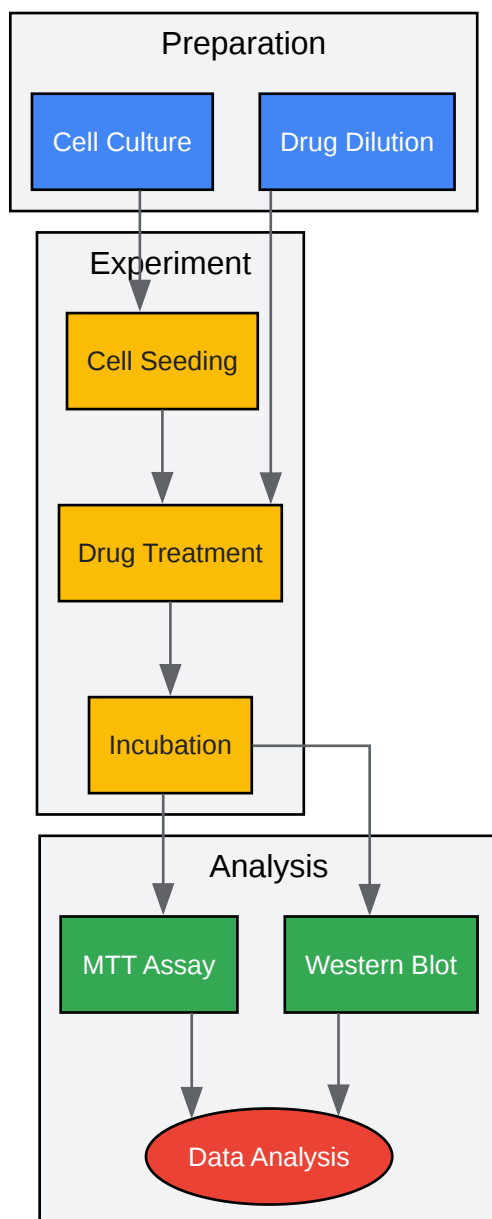 Preparation
Cell Culture
Drug Dilution
Experiment
Cell Seeding
Drug Treatment
Incubation
Analysis
MTT Assay
Western Blot
Data Analysis